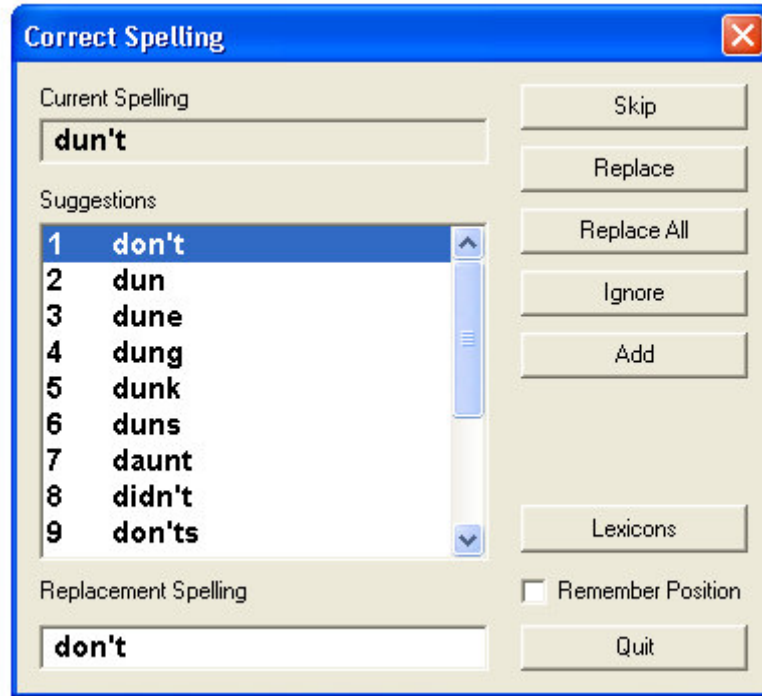 Correct Spelling
Current Spelling
dun't
Suggestions
1 don't
2 dun
3 dune
4 dung
5 dunk
6 duns
7 daunt
8 didn't
9 don'ts
Replacement Spelling
don't
Skip
Replace
Replace All
Ignore
Add
Lexicons
Remember Position
Quit